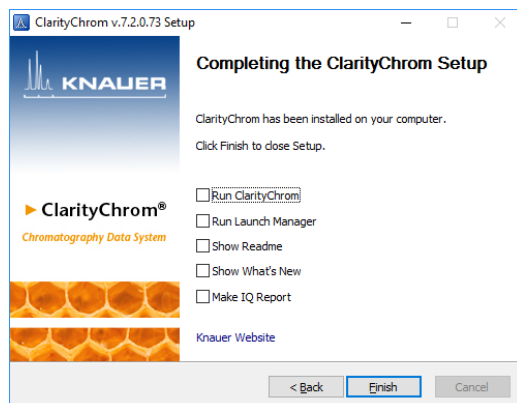 ClarityChrom v.7.2.0.73 Setup
KNAUER
Completing the ClarityChrom Setup
ClarityChrom has been installed on your computer.
Click Finish to close Setup.
Run ClarityChrom
ClarityChrom®
Run Launch Manager
Chromatography Data System
Show Readme
Show What's New
Make IQ Report
Knauer Website
< Back Finish Cancel